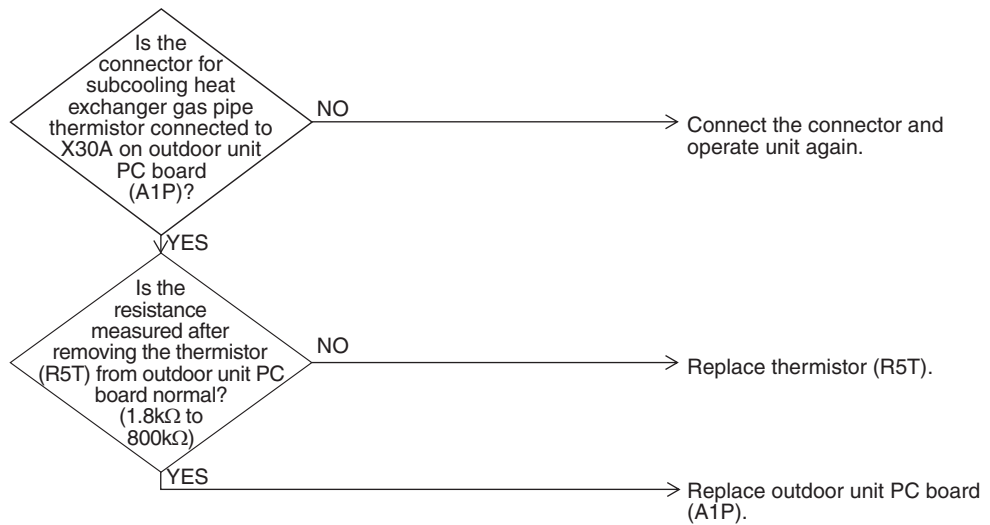 Is the
connector for
subcooling heat
exchanger gas pipe
thermistor connected to
X30A on outdoor unit
PC board
(A1P)?
NO
Connect the connector and
operate unit again.
YES
Is the
resistance
measured after
removing the thermistor
(R5T) from outdoor unit PC
board normal?
(1.8kΩ to
800kΩ)
NO
Replace thermistor (R5T).
YES
Replace outdoor unit PC board
(A1P).